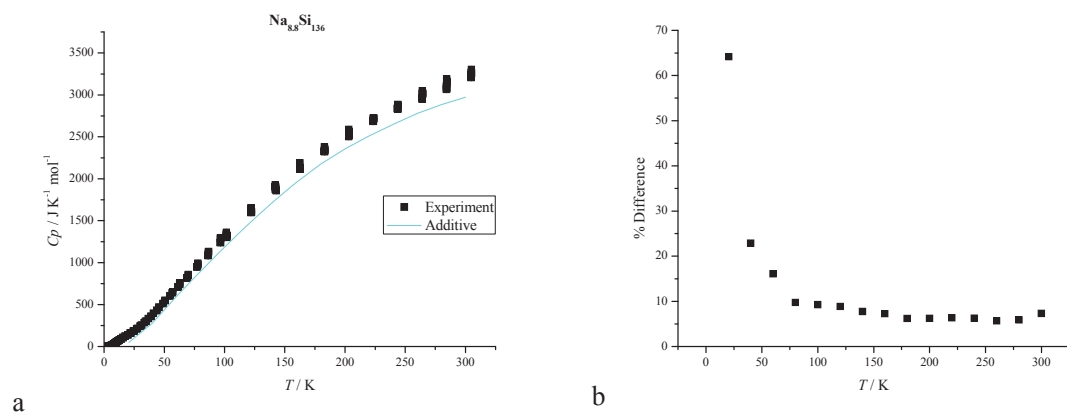 Na8.8Si136
3500
3000
2500
2000
1500
1000
500
0
Cp / J K-1 mol-1
0 50 100 150 200 250 300
T / K
Experiment
Additive
a
70
60
50
40
30
20
10
0
% Difference
0 50 100 150 200 250 300
T / K
b